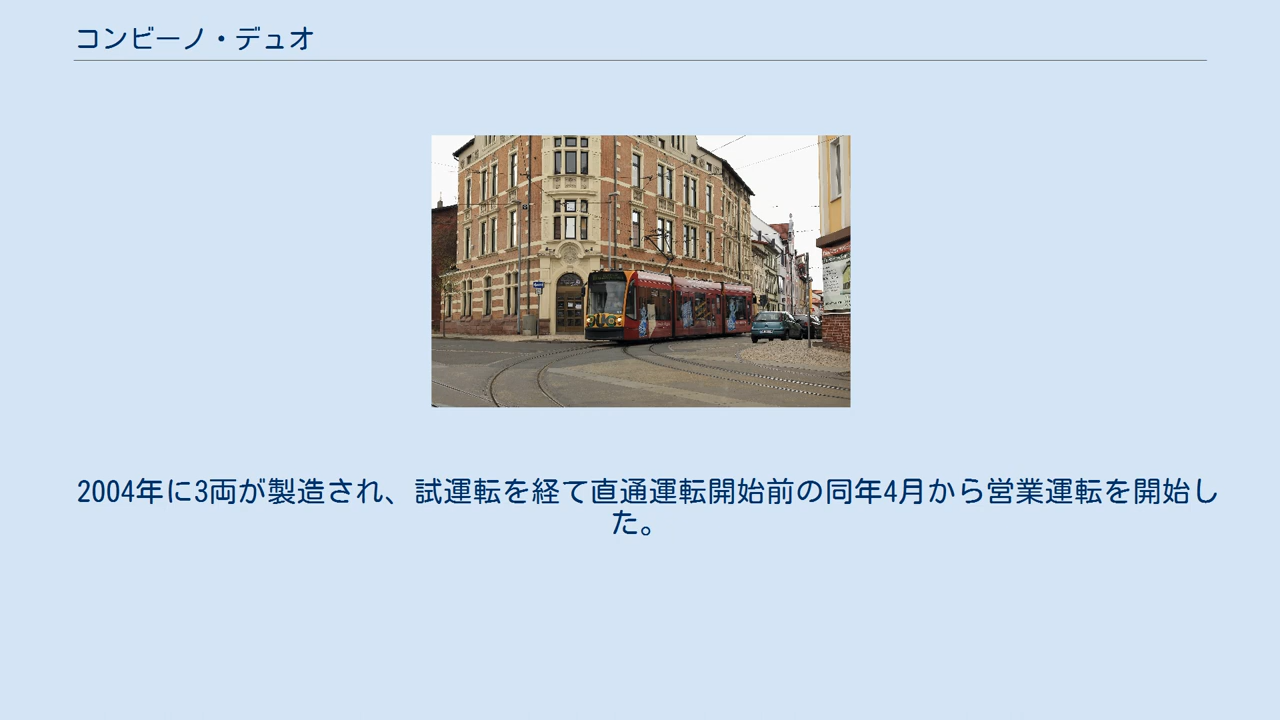 コンビーノ・デュオ
2004年に3両が製造され、試運転を経て直通運転開始前の同年4月から営業運転を開始し
た。